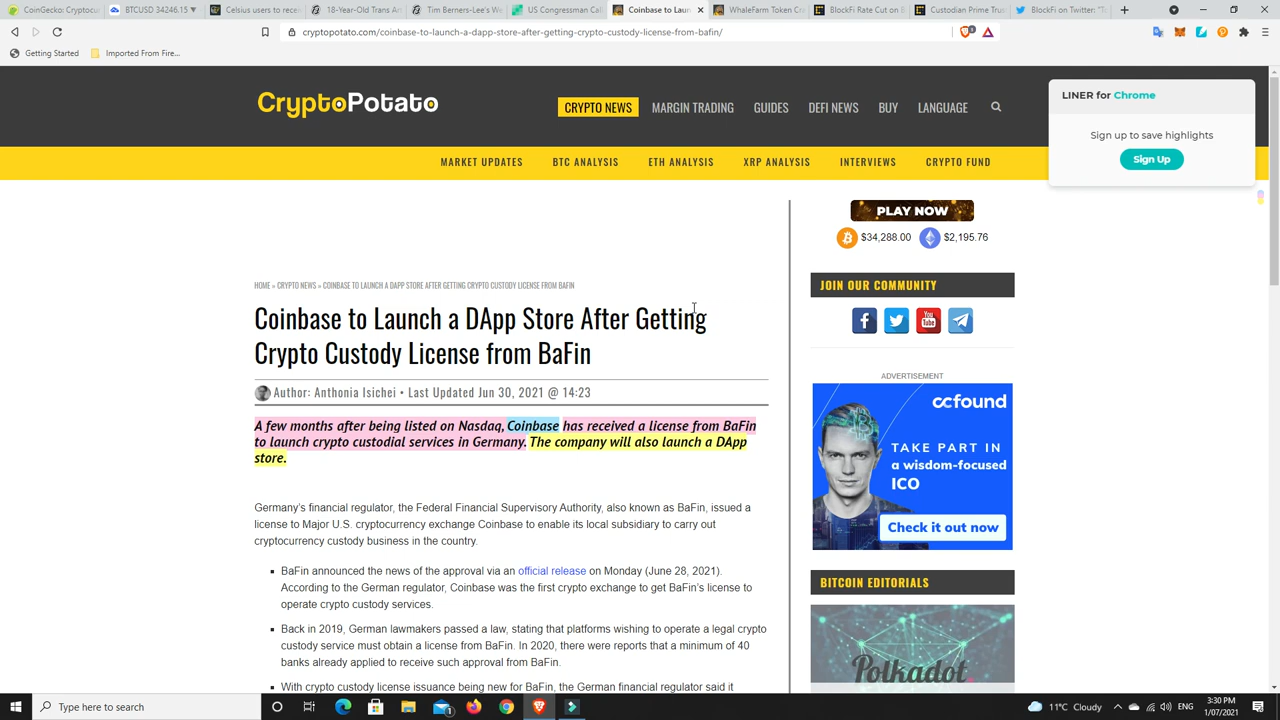 CoinGecko: Cryptocu
BTCUSD 34246.15 ▼
Celsius users to recei
18-Year-Old Trans Art
Tim Berners-Lee's We
US Congressman Call
Coinbase to Laun
WhaleFarm Token Cr
BlockFi Rate Cut on B
Custodian Prime Trus
BlockFi on Twitter: "T
cryptopotato.com/coinbase-to-launch-a-dapp-store-after-getting-crypto-custody-license-from-bafin/
Getting Started
Imported From Fire...
CryptoPotato
CRYPTO NEWS
MARGIN TRADING
GUIDES
DEFI NEWS
BUY
LANGUAGE
LINER for Chrome
Sign up to save highlights
Sign Up
MARKET UPDATES
BTC ANALYSIS
ETH ANALYSIS
XRP ANALYSIS
INTERVIEWS
CRYPTO FUND
PLAY NOW
$34,288.00
$2,195.76
HOME » CRYPTO NEWS » COINBASE TO LAUNCH A DAPP STORE AFTER GETTING CRYPTO CUSTODY LICENSE FROM BAFIN
Coinbase to Launch a DApp Store After Getting
Crypto Custody License from BaFin
Author: Anthonia Isichei • Last Updated Jun 30, 2021 @ 14:23
A few months after being listed on Nasdaq, Coinbase has received a license from BaFin
to launch crypto custodial services in Germany. The company will also launch a DApp
store.
Germany's financial regulator, the Federal Financial Supervisory Authority, also known as BaFin, issued a
license to Major U.S. cryptocurrency exchange Coinbase to enable its local subsidiary to carry out
cryptocurrency custody business in the country.
BaFin announced the news of the approval via an official release on Monday (June 28, 2021).
According to the German regulator, Coinbase was the first crypto exchange to get BaFin's license to
operate crypto custody services.
Back in 2019, German lawmakers passed a law, stating that platforms wishing to operate a legal crypto
custody service must obtain a license from BaFin. In 2020, there were reports that a minimum of 40
banks already applied to receive such approval from BaFin.
With crypto custody license issuance being new for BaFin, the German financial regulator said it
JOIN OUR COMMUNITY
You
Tube
ADVERTISEMENT
ccfound
TAKE PART IN
a wisdom-focused
ICO
Check it out now
BITCOIN EDITORIALS
Polkadot.
Type here to search
11°C Cloudy
ENG
3:30 PM
1/07/2021